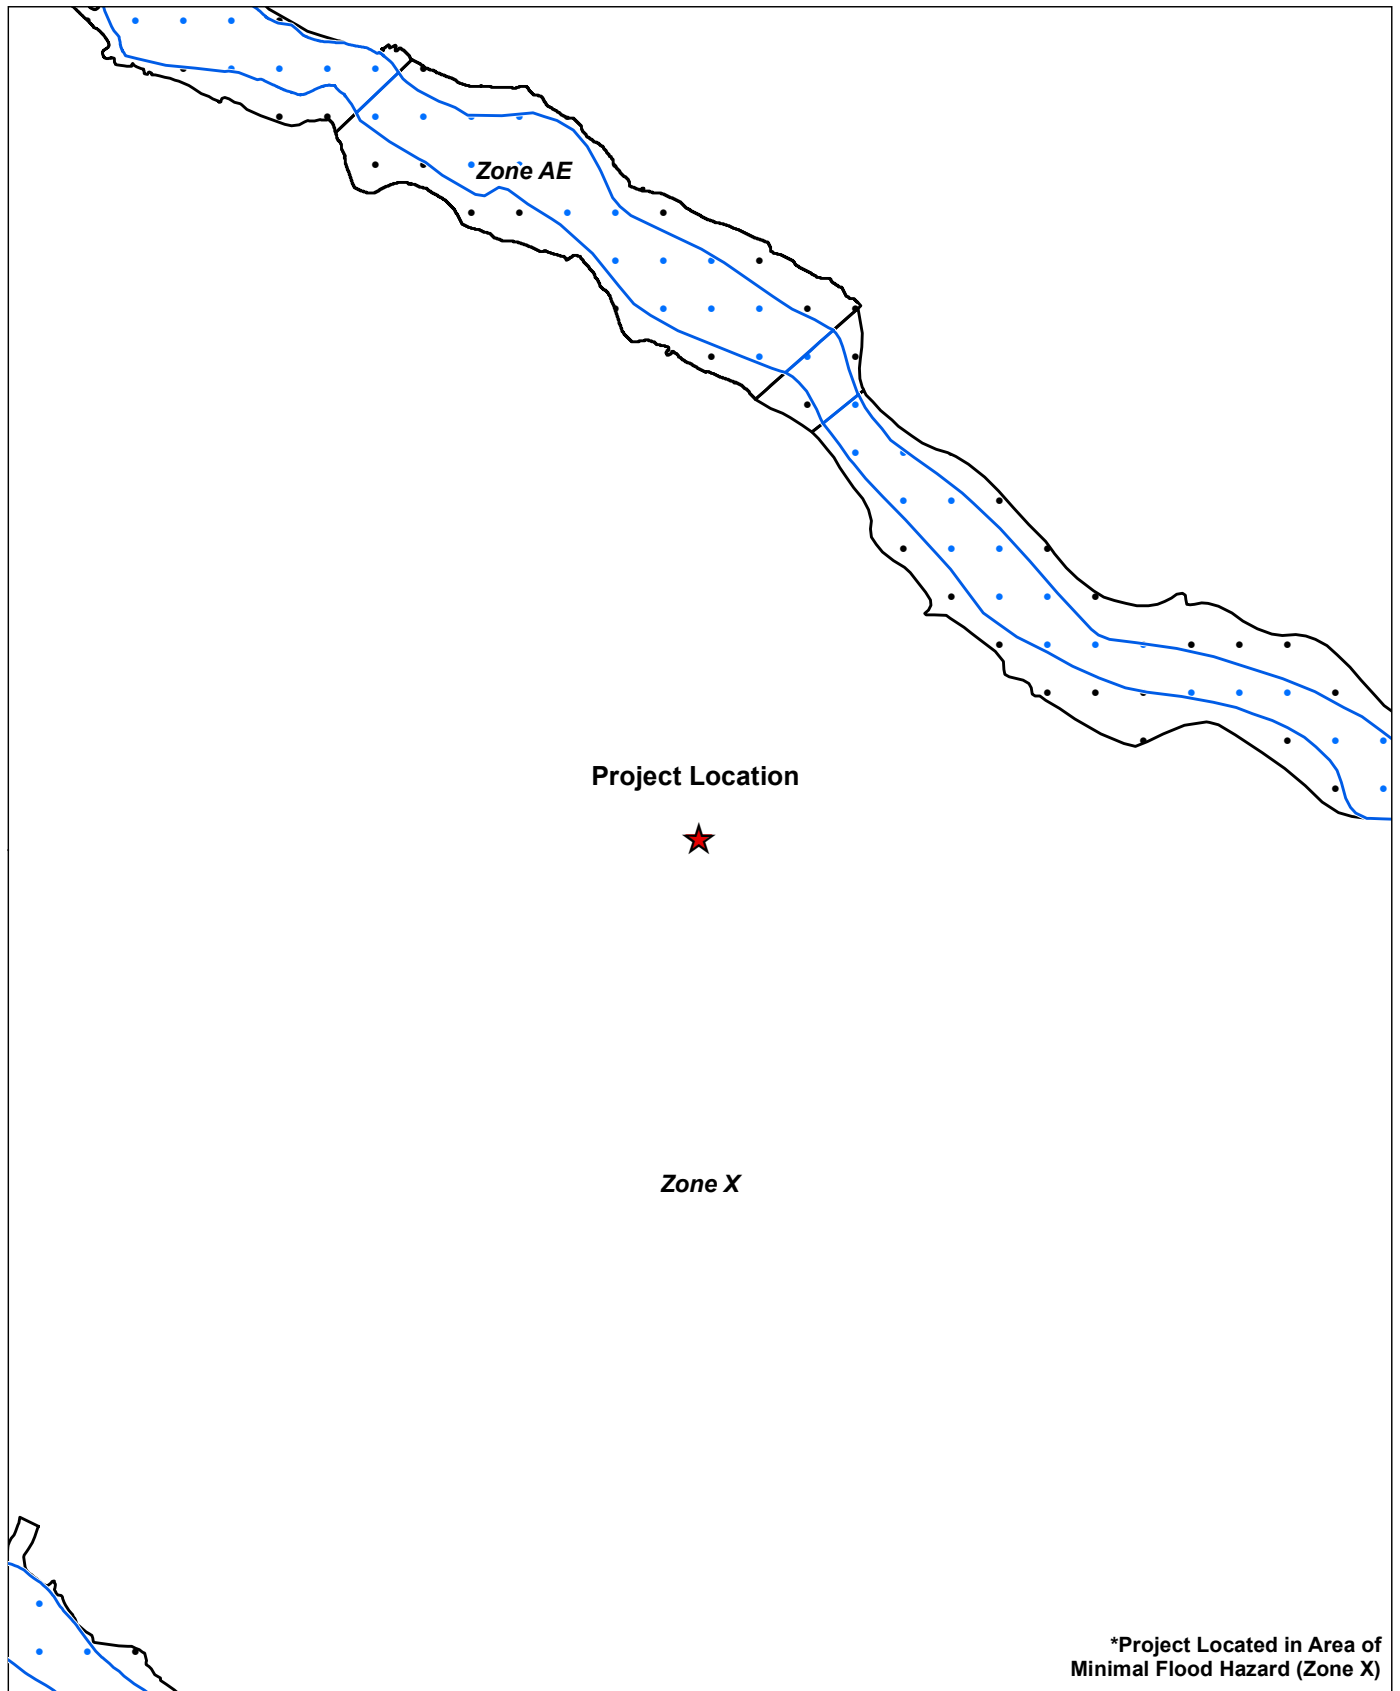 Zone AE
Project Location
Zone X
*Project Located in Area of
Minimal Flood Hazard (Zone X)